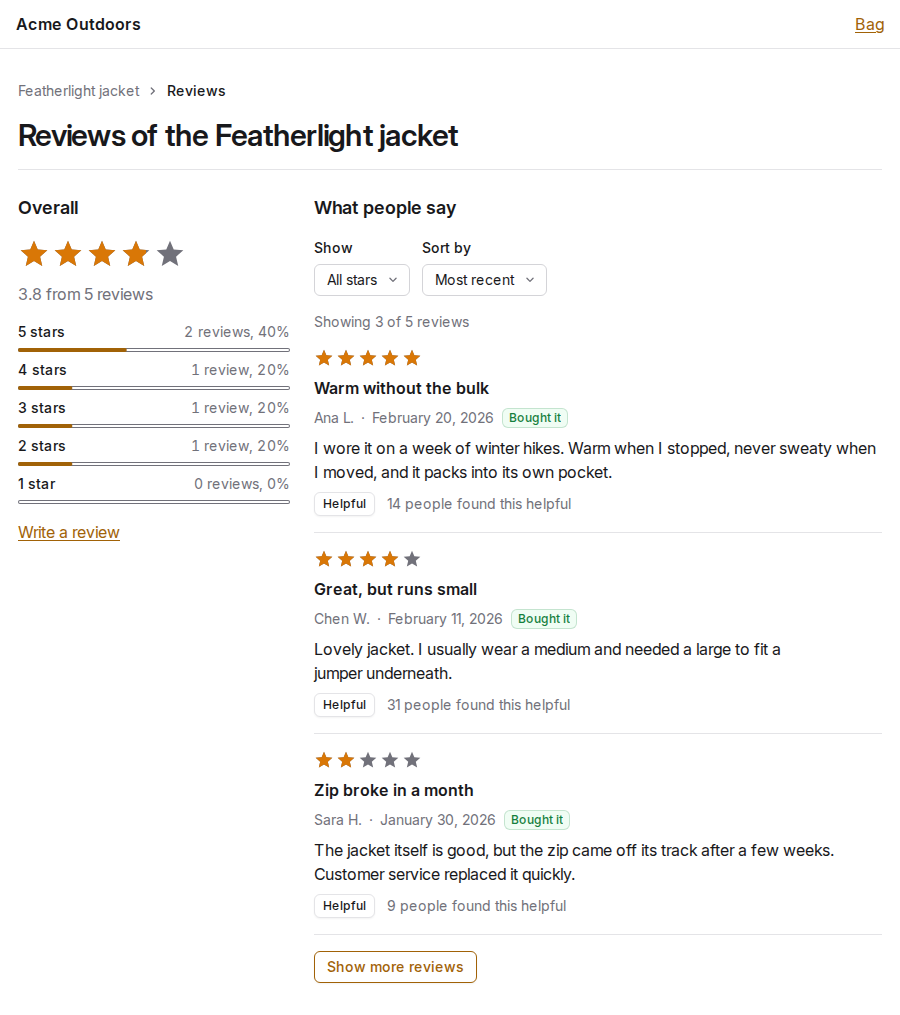 Acme Outdoors
Bag
Featherlight jacket
Reviews
Reviews of the Featherlight jacket
Overall
3.8 from 5 reviews
5 stars 2 reviews, 40%
4 stars 1 review, 20%
3 stars 1 review, 20%
2 stars 1 review, 20%
1 star 0 reviews, 0%
Write a review
What people say
Show Sort by
All stars Most recent
Showing 3 of 5 reviews
Warm without the bulk
Ana L. · February 20, 2026 Bought it
I wore it on a week of winter hikes. Warm when I stopped, never sweaty when
I moved, and it packs into its own pocket.
Helpful 14 people found this helpful
Great, but runs small
Chen W. · February 11, 2026 Bought it
Lovely jacket. I usually wear a medium and needed a large to fit a
jumper underneath.
Helpful 31 people found this helpful
Zip broke in a month
Sara H. · January 30, 2026 Bought it
The jacket itself is good, but the zip came off its track after a few weeks.
Customer service replaced it quickly.
Helpful 9 people found this helpful
Show more reviews